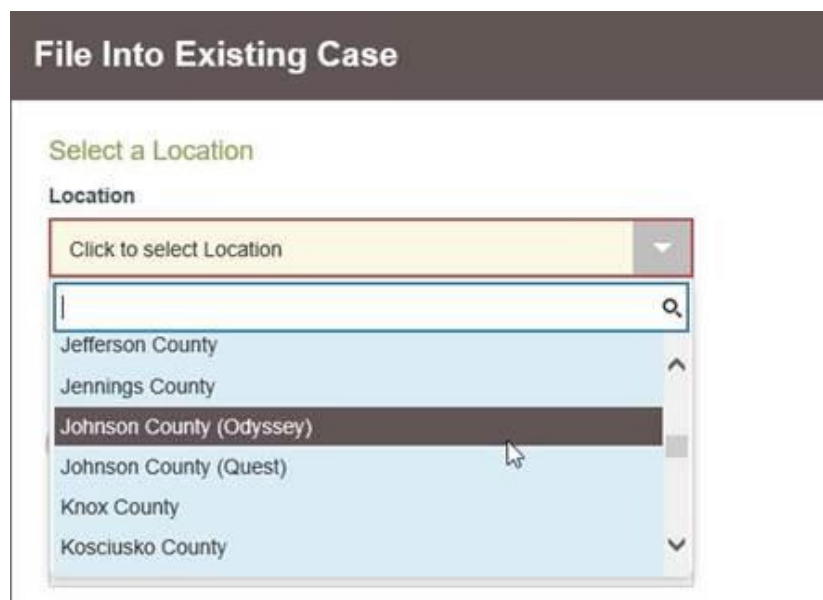 File Into Existing Case
Select a Location
Location
Click to select Location
Jefferson County
Jennings County
Johnson County (Odyssey)
Johnson County (Quest)
Knox County
Kosciusko County